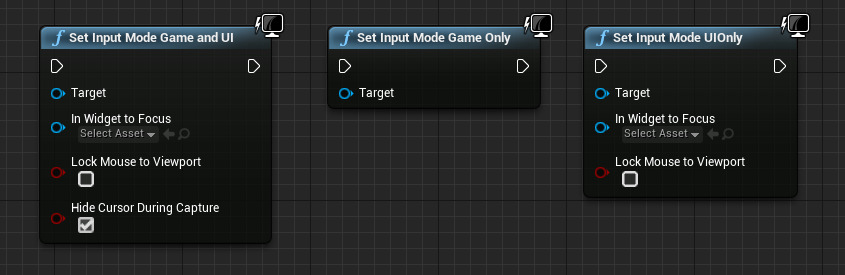 f Set Input Mode Game and UI
Target
In Widget to Focus
Select Asset
Lock Mouse to Viewport
Hide Cursor During Capture
f Set Input Mode Game Only
Target
f Set Input Mode UIOnly
Target
In Widget to Focus
Select Asset
Lock Mouse to Viewport